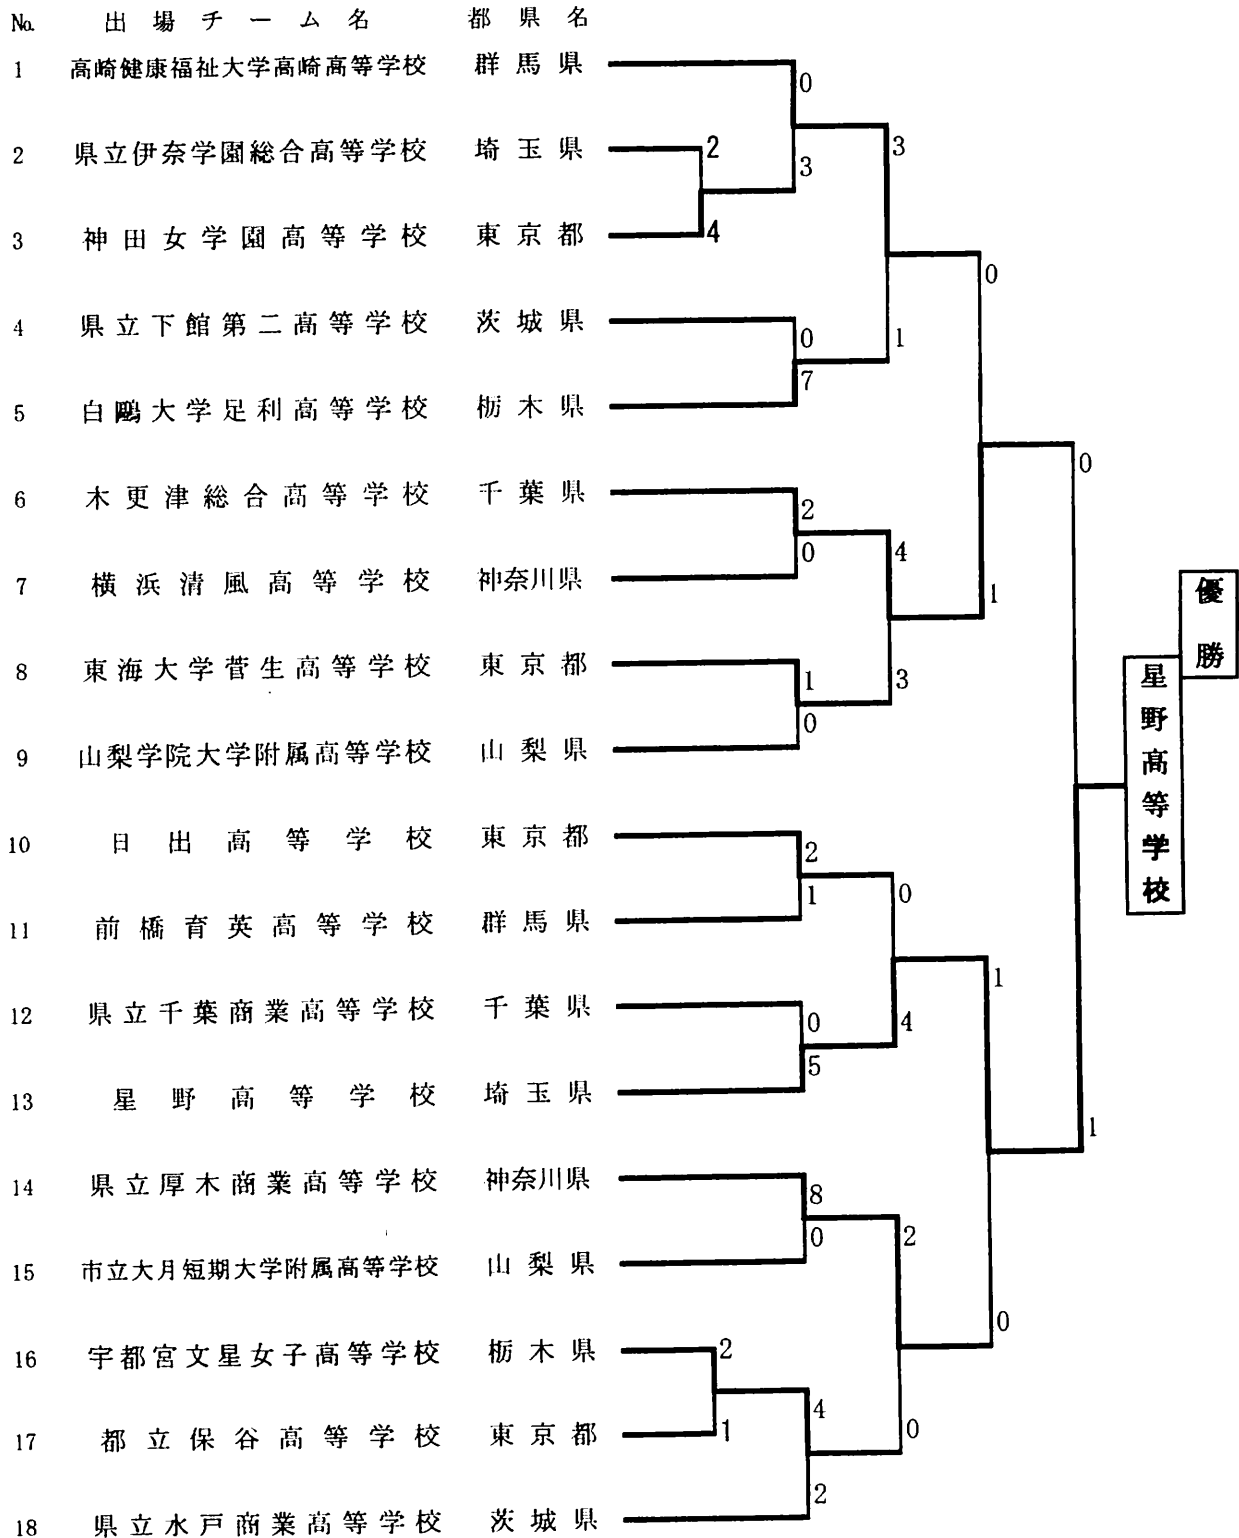 No. 出場チーム名 都県名
1 高崎健康福祉大学高崎高等学校 群馬県
0
2 県立伊奈学園総合高等学校 埼玉県 2
3 3
3 神田女学園高等学校 東京都 4
0
4 県立下館第二高等学校 茨城県
0 1
7
5 白鷗大学足利高等学校 栃木県
0
6 木更津総合高等学校 千葉県
2
0 4
7 横浜清風高等学校 神奈川県
1
8 東海大学菅生高等学校 東京都
1 3
0
9 山梨学院大学附属高等学校 山梨県
優勝
星野高等学校
10 日出高等学校 東京都
2
1 0
11 前橋育英高等学校 群馬県
1
12 県立千葉商業高等学校 千葉県
0 4
5
13 星野高等学校 埼玉県
1
14 県立厚木商業高等学校 神奈川県
8
0 2
15 市立大月短期大学附属高等学校 山梨県
0
16 宇都宮文星女子高等学校 栃木県 2
4
17 都立保谷高等学校 東京都 1 0
2
18 県立水戸商業高等学校 茨城県